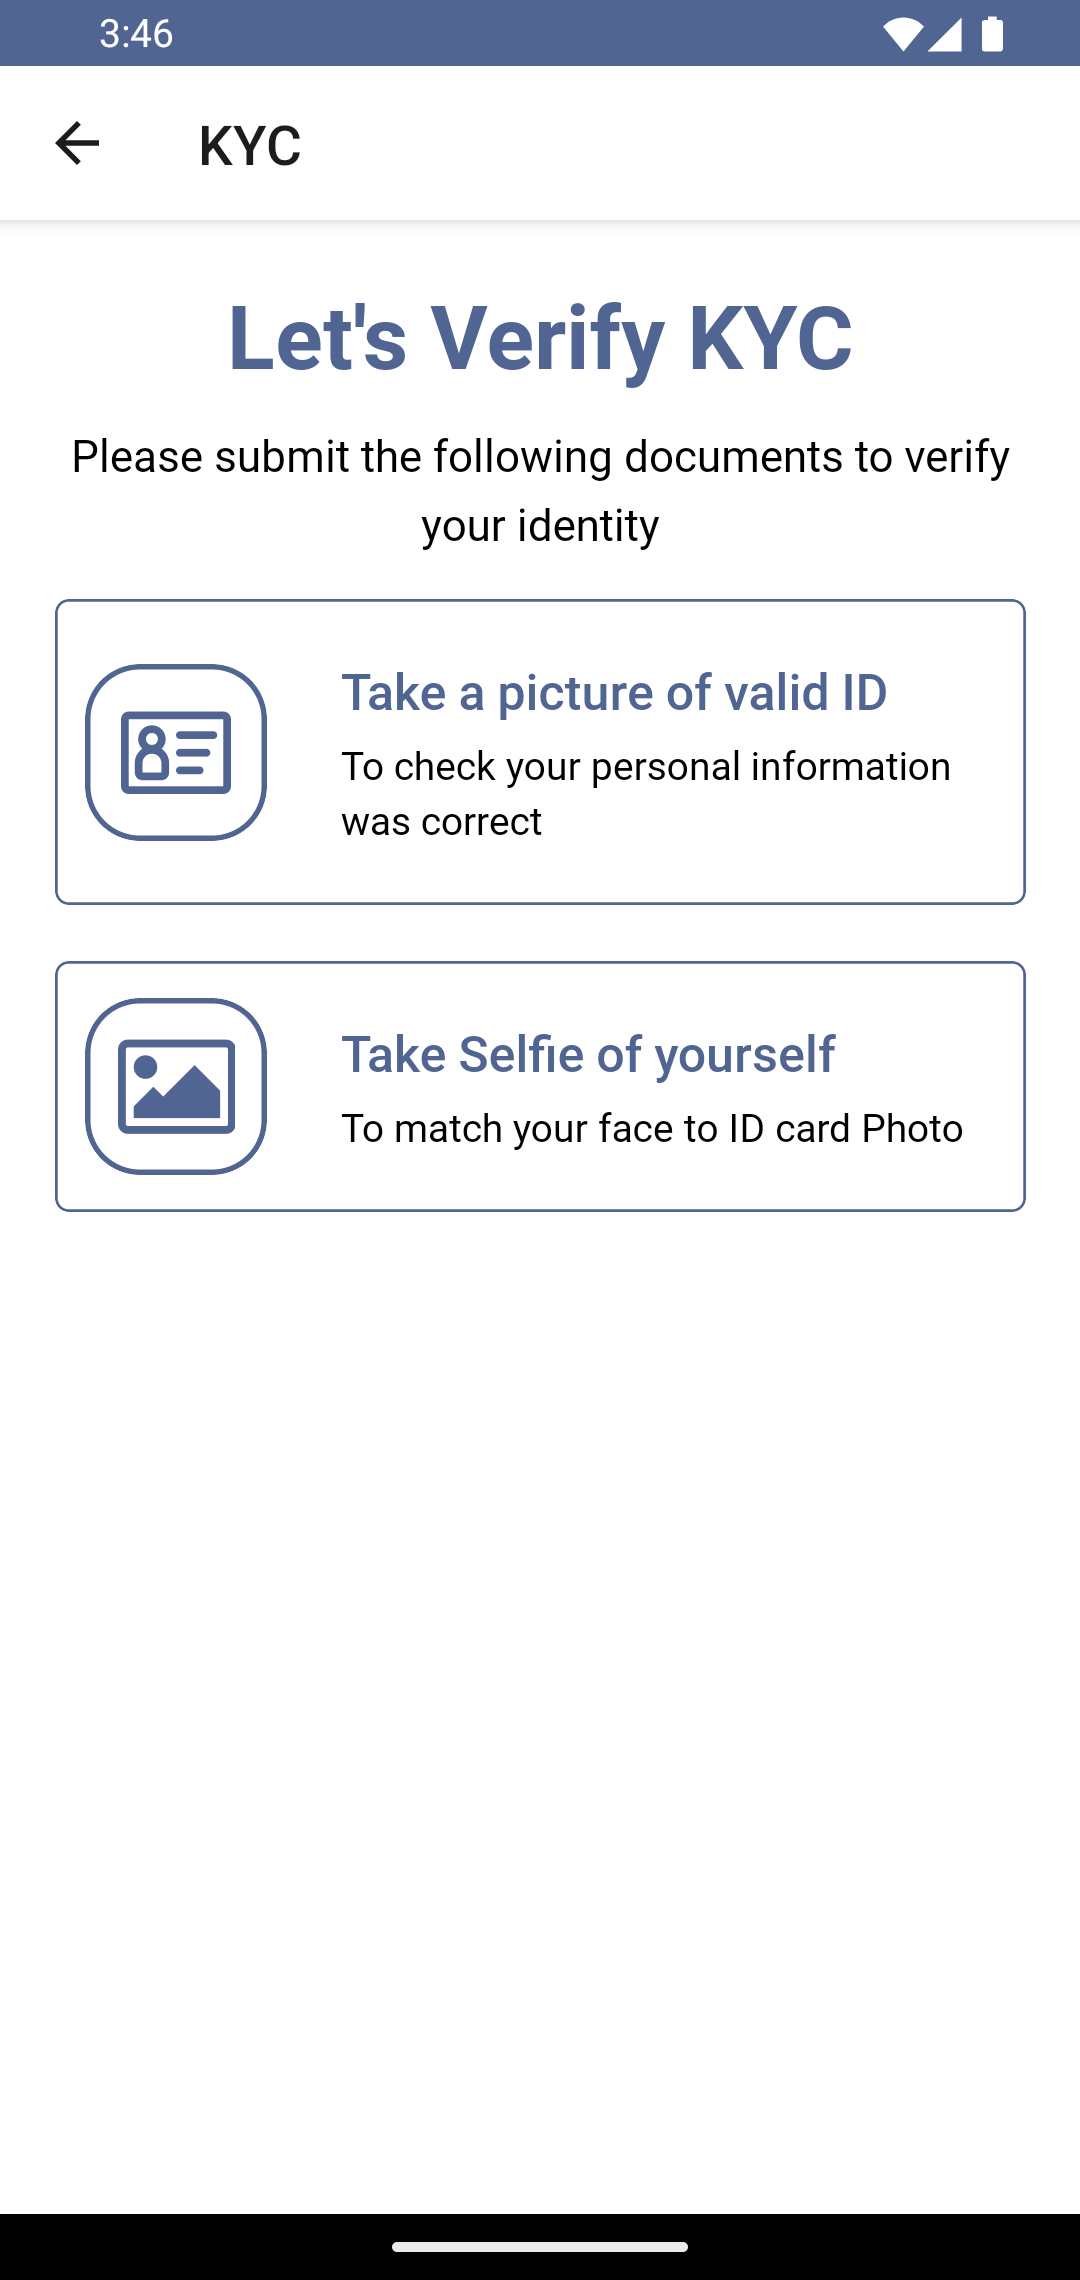 3:46
KYC
Let's Verify KYC
Please submit the following documents to verify
your identity
Take a picture of valid ID
To check your personal information
was correct
Take Selfie of yourself
To match your face to ID card Photo